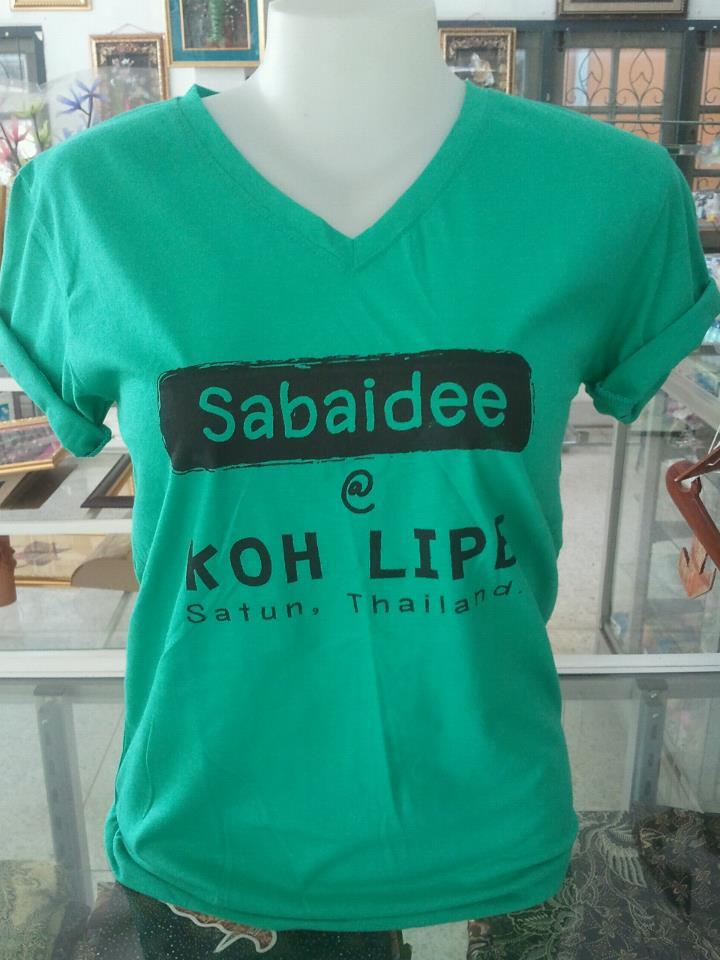 Sabaidee
@
KOH LIPE
Satun, Thailand.